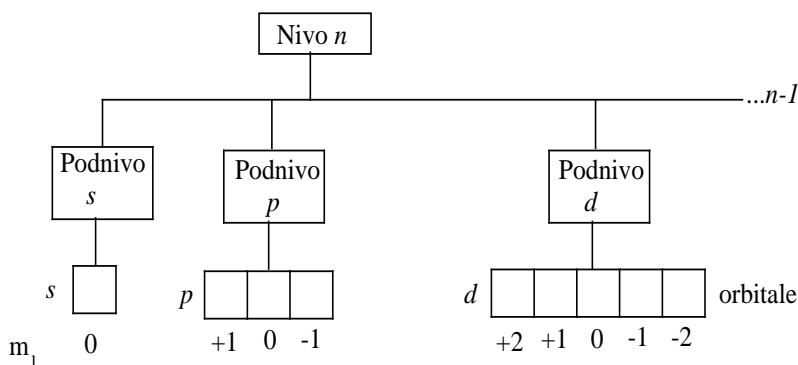 Nivo n
...n-1
Podnivo
s
Podnivo
p
Podnivo
d
s
p
d
orbitale
m₁ 0 +1 0 -1 +2 +1 0 -1 -2